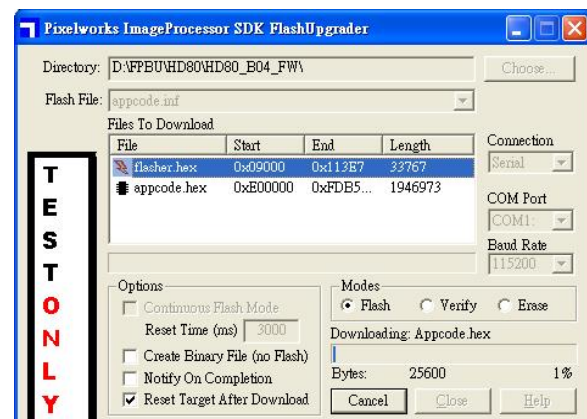 Pixelworks ImageProcessor SDK FlashUpgrader
Directory: D:\FPBU\HD80\HD80_B04_FW\ Choose...
Flash File: appcode.inf
Files To Download
File Start End Length
flasher.hex 0x09000 0x113E7 33767
appcode.hex 0xE00000 0xFDB5... 1946973
Connection
Serial
COM Port
COM1:
Baud Rate
115200
TEST ONLY
Options
Continuous Flash Mode
Reset Time (ms) 3000
Create Binary File (no Flash)
Notify On Completion
Reset Target After Download
Modes
Flash Verify Erase
Downloading: Appcode.hex
Bytes: 25600 1%
Cancel Close Help